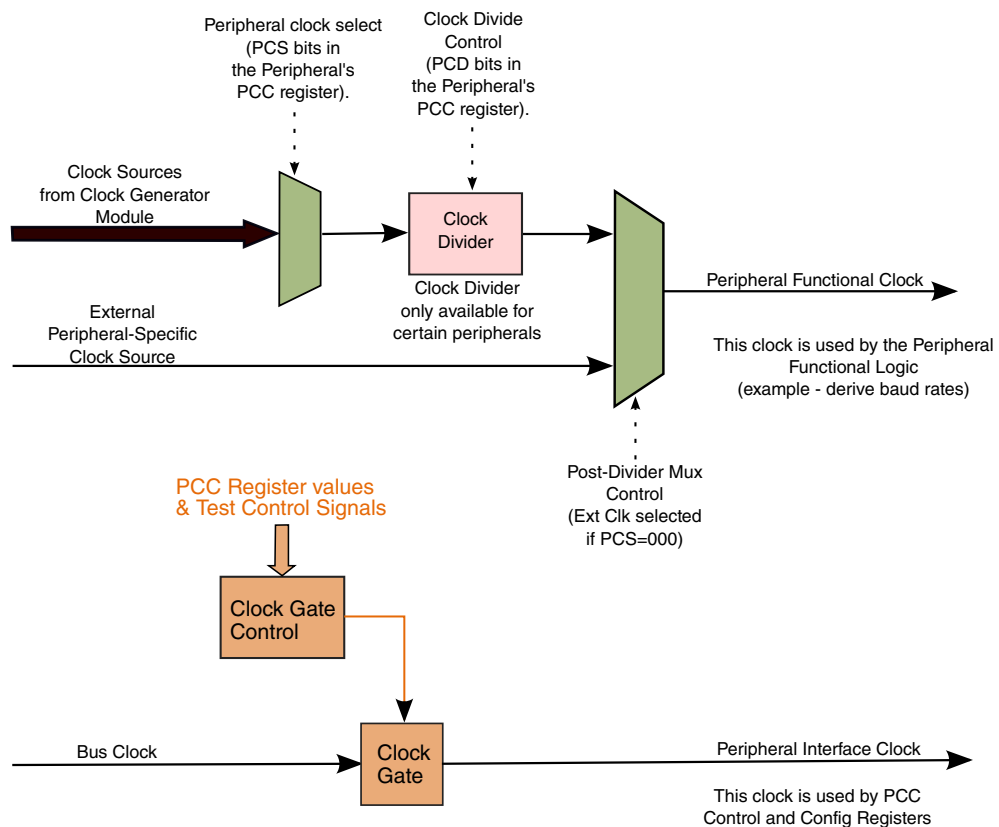 Peripheral clock select
(PCS bits in
the Peripheral's
PCC register).
Clock Divide
Control
(PCD bits in
the Peripheral's
PCC register).
Clock Sources
from Clock Generator
Module
Clock
Divider
Clock Divider
only available for
certain peripherals
External
Peripheral-Specific
Clock Source
Peripheral Functional Clock
This clock is used by the Peripheral
Functional Logic
(example - derive baud rates)
Post-Divider Mux
Control
(Ext Clk selected
if PCS=000)
PCC Register values
& Test Control Signals
Clock Gate
Control
Bus Clock
Clock
Gate
Peripheral Interface Clock
This clock is used by PCC
Control and Config Registers